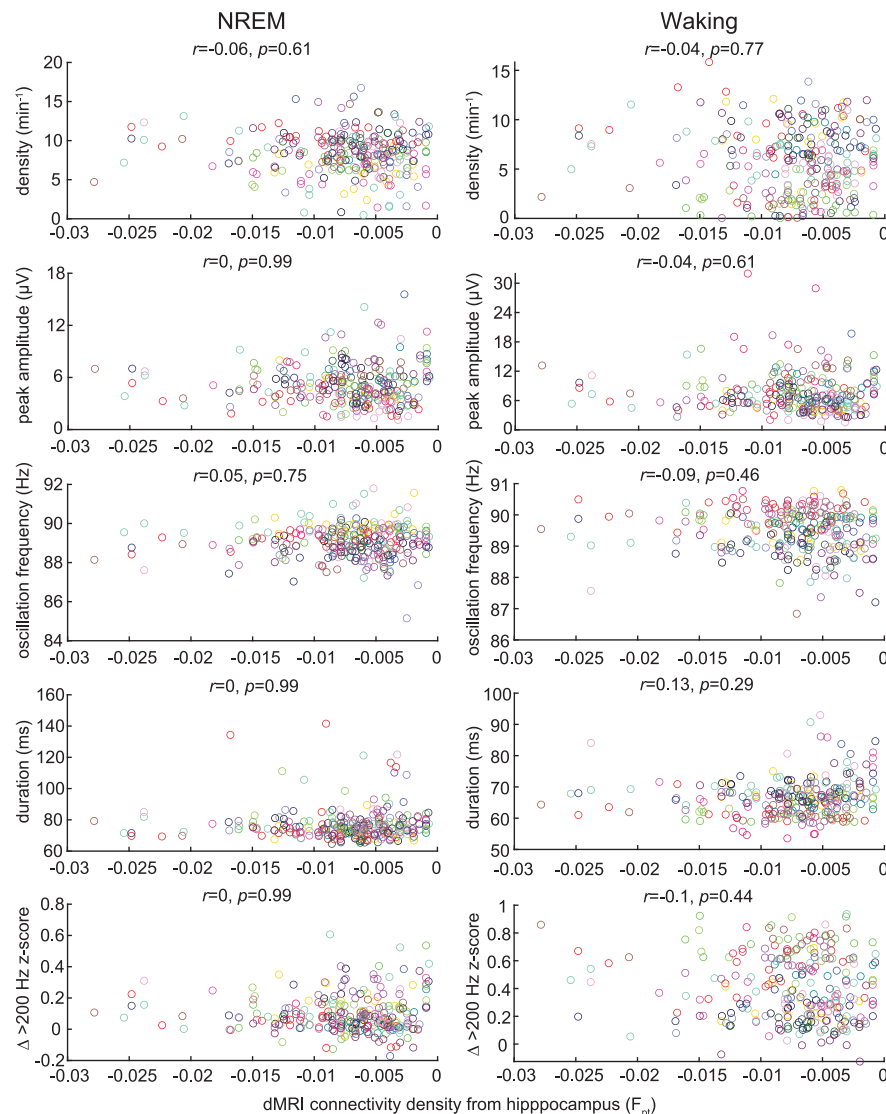 NREM
Waking
r=-0.06, p=0.61
r=-0.04, p=0.77
density (min⁻¹)
20
15
10
5
0
-0.03 -0.025 -0.02 -0.015 -0.01 -0.005 0
density (min⁻¹)
15
10
5
0
-0.03 -0.025 -0.02 -0.015 -0.01 -0.005 0
r=0, p=0.99
r=-0.04, p=0.61
peak amplitude (µV)
18
12
6
0
-0.03 -0.025 -0.02 -0.015 -0.01 -0.005 0
peak amplitude (µV)
30
24
18
12
6
0
-0.03 -0.025 -0.02 -0.015 -0.01 -0.005 0
r=0.05, p=0.75
r=-0.09, p=0.46
oscillation frequency (Hz)
92
90
88
86
84
-0.03 -0.025 -0.02 -0.015 -0.01 -0.005 0
oscillation frequency (Hz)
91
90
89
88
87
86
-0.03 -0.025 -0.02 -0.015 -0.01 -0.005 0
r=0, p=0.99
r=0.13, p=0.29
duration (ms)
160
140
120
100
80
60
-0.03 -0.025 -0.02 -0.015 -0.01 -0.005 0
duration (ms)
100
90
80
70
60
50
-0.03 -0.025 -0.02 -0.015 -0.01 -0.005 0
r=0, p=0.99
r=-0.1, p=0.44
Δ >200 Hz z-score
0.8
0.6
0.4
0.2
0
-0.2
-0.03 -0.025 -0.02 -0.015 -0.01 -0.005 0
Δ >200 Hz z-score
1
0.8
0.6
0.4
0.2
0
-0.03 -0.025 -0.02 -0.015 -0.01 -0.005 0
dMRI connectivity density from hipppocampus (F_pt)